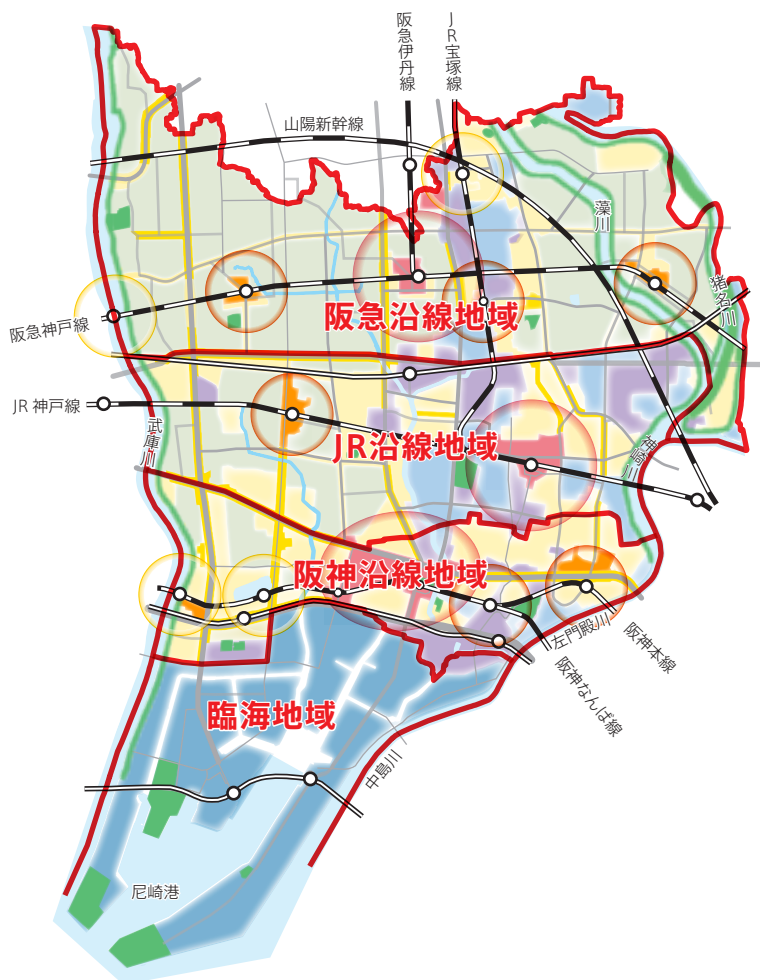 阪急伊丹線
JR宝塚線
山陽新幹線
藻川
猪名川
阪急沿線地域
阪急神戸線
JR神戸線
武庫川
JR沿線地域
神崎川
阪神沿線地域
左門殿川
阪神本線
阪神なんば線
臨海地域
中島川
尼崎港